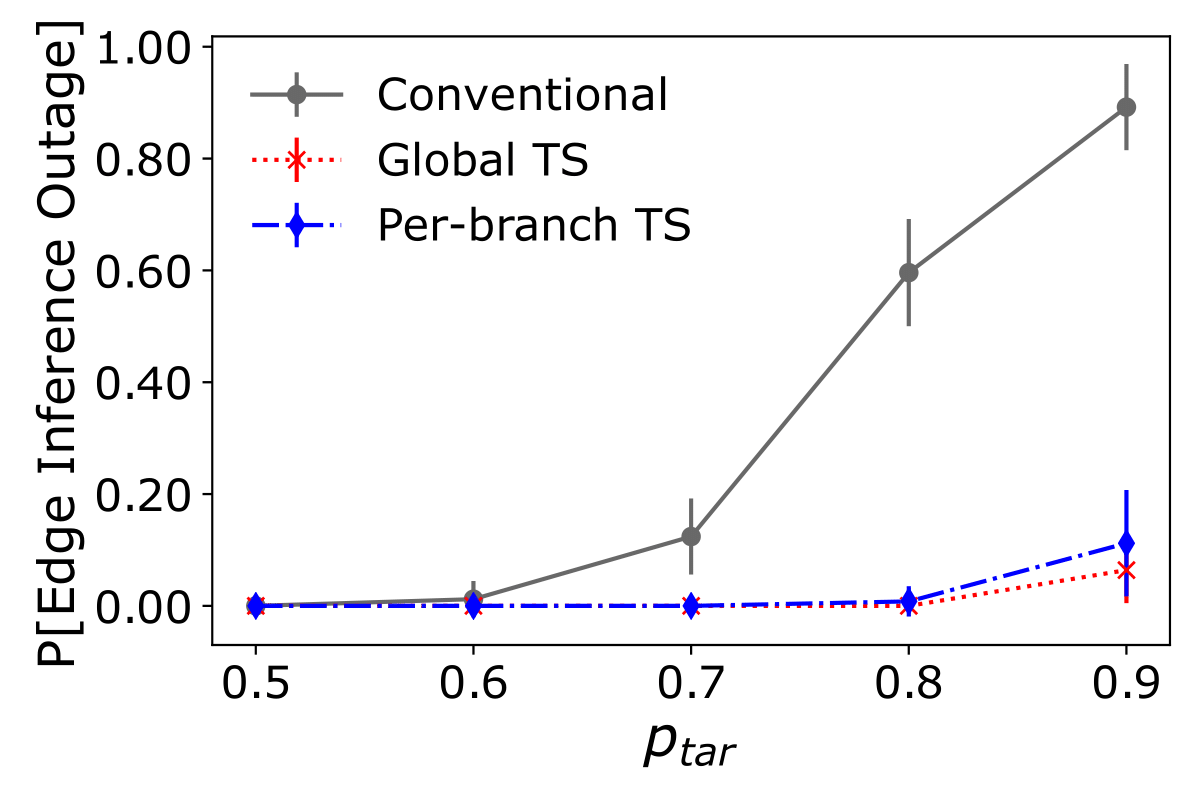 P[Edge Inference Outage]
1.00
0.80
0.60
0.40
0.20
0.00
Conventional
Global TS
Per-branch TS
0.5 0.6 0.7 0.8 0.9
p_tar